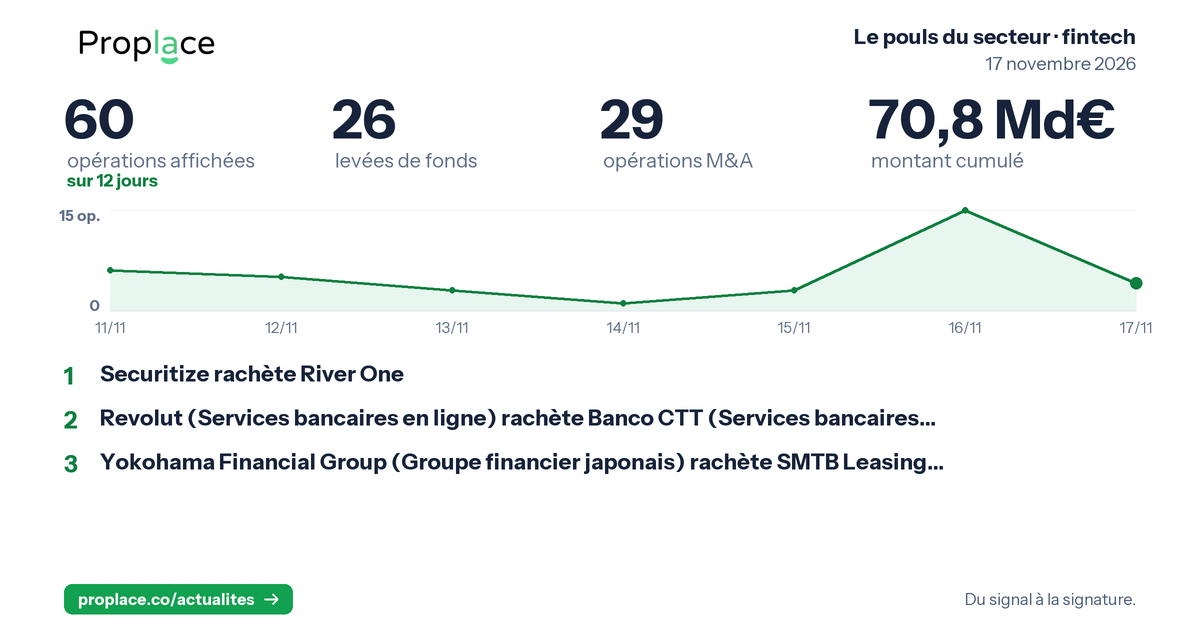 Proplace
Le pouls du secteur · fintech
17 novembre 2026
60
opérations affichées
sur 12 jours
26
levées de fonds
29
opérations M&A
70,8 Md€
montant cumulé
15 op.
0
11/11
12/11
13/11
14/11
15/11
16/11
17/11
1 Securitize rachète River One
2 Revolut (Services bancaires en ligne) rachète Banco CTT (Services bancaires...
3 Yokohama Financial Group (Groupe financier japonais) rachète SMTB Leasing...
proplace.co/actualites →
Du signal à la signature.